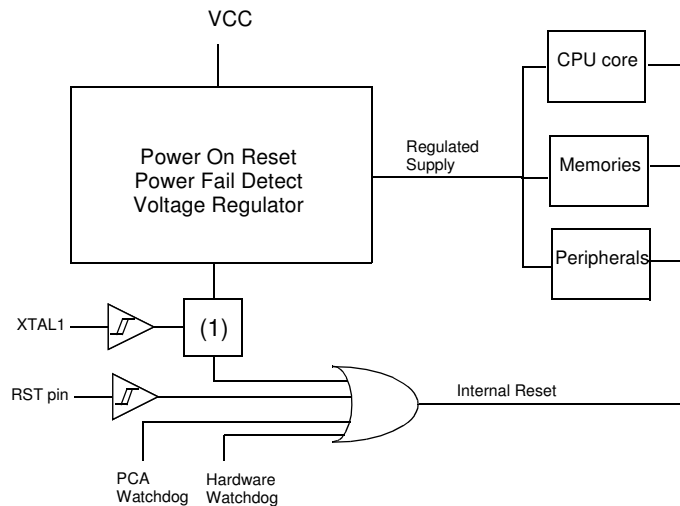 VCC
CPU core
Power On Reset
Power Fail Detect
Voltage Regulator
Regulated
Supply
Memories
Peripherals
XTAL1
(1)
RST pin
Internal Reset
PCA
Watchdog
Hardware
Watchdog